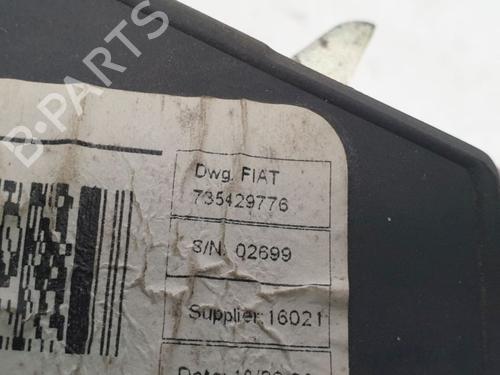 B-PARTS
Dwg. FIAT
735429776
S/N. 02699
Supplier:16021